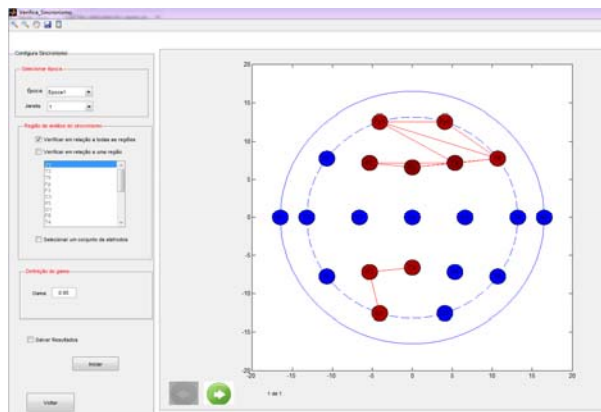 Verifica_Sincronismo
Configura Sincronismo
Selecionar época
Época Epoca1
Janela 1
Região de análise do sincronismo
Verificar em relação a todas as regiões
Verificar em relação a uma região
Selecionar um conjunto de eletrodos
Definição do gama
Gama
Salvar Resultados
Iniciar
Voltar
20
15
10
5
0
-5
-10
-15
-20
-20 -15 -10 -5 0 5 10 15 20
1 de 1